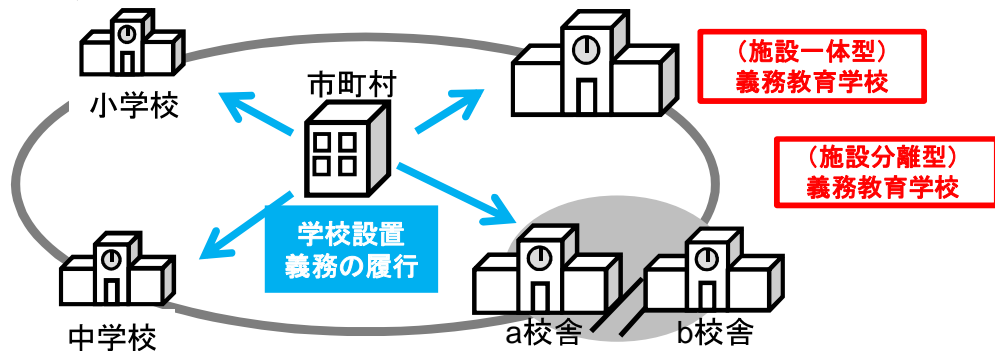 小学校
市町村
（施設一体型）
義務教育学校
（施設分離型）
義務教育学校
学校設置
義務の履行
中学校
a校舎
b校舎